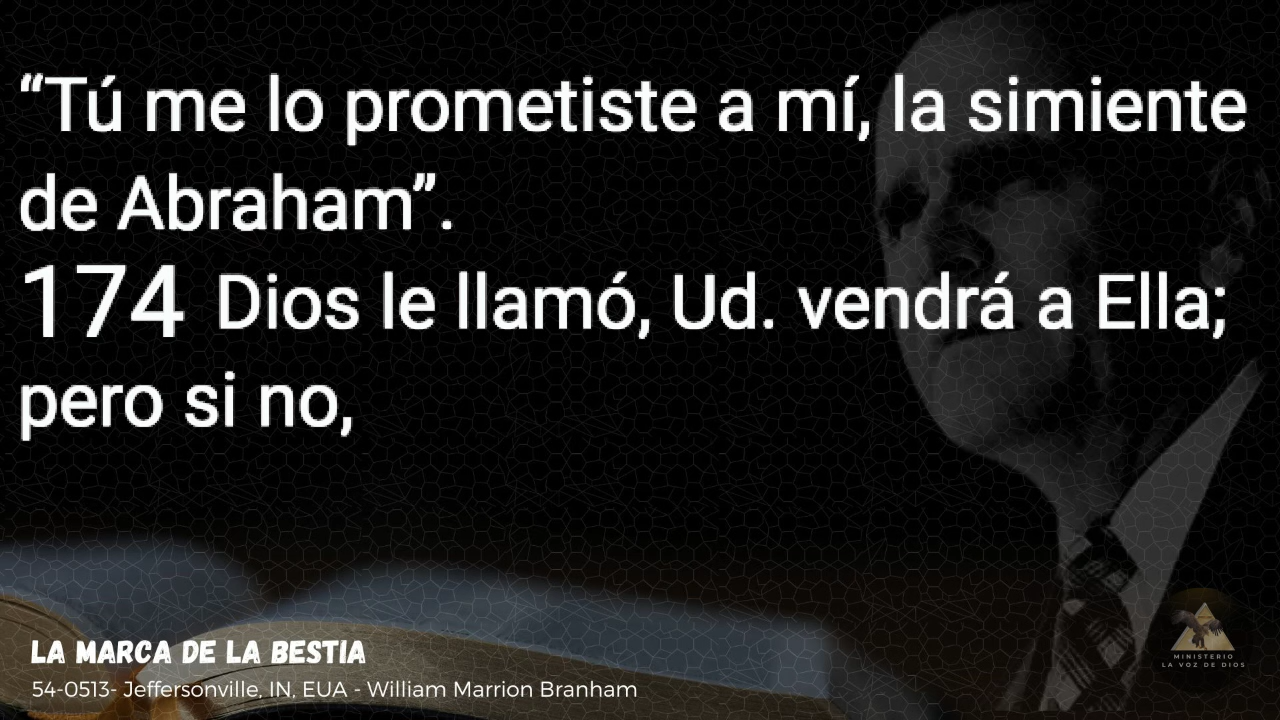 “Tú me lo prometiste a mí, la simiente
de Abraham”.
174 Dios le llamó, Ud. vendrá a Ella;
pero si no,
LA MARCA DE LA BESTIA
54-0513- Jeffersonville, IN, EUA - William Marrion Branham
MINISTERIO
LA VOZ DE DIOS